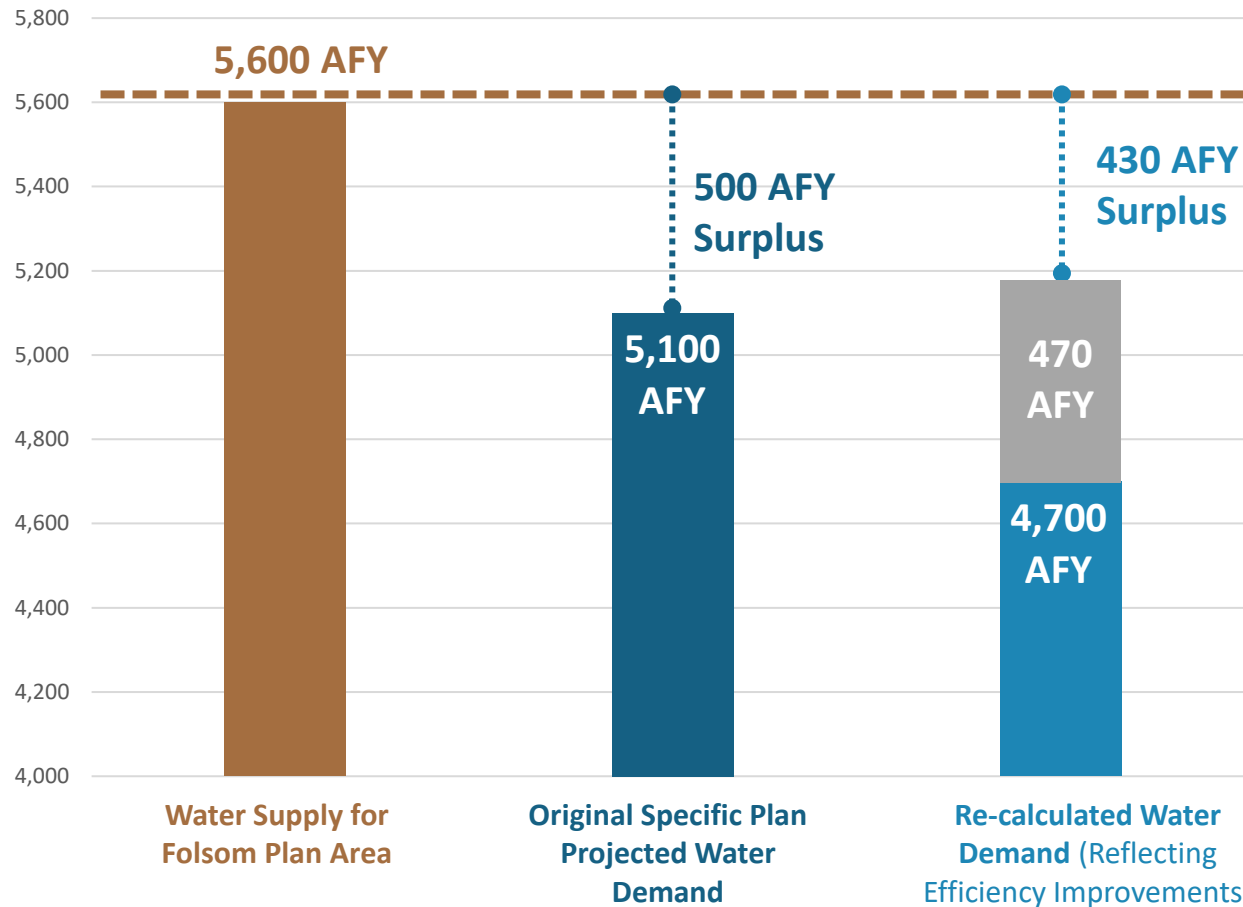 5,800
5,600
5,400
5,200
5,000
4,800
4,600
4,400
4,200
4,000
5,600 AFY
500 AFY
Surplus
430 AFY
Surplus
5,100
AFY
470
AFY
4,700
AFY
Water Supply for
Folsom Plan Area
Original Specific Plan
Projected Water
Demand
Re-calculated Water
Demand (Reflecting
Efficiency Improvements